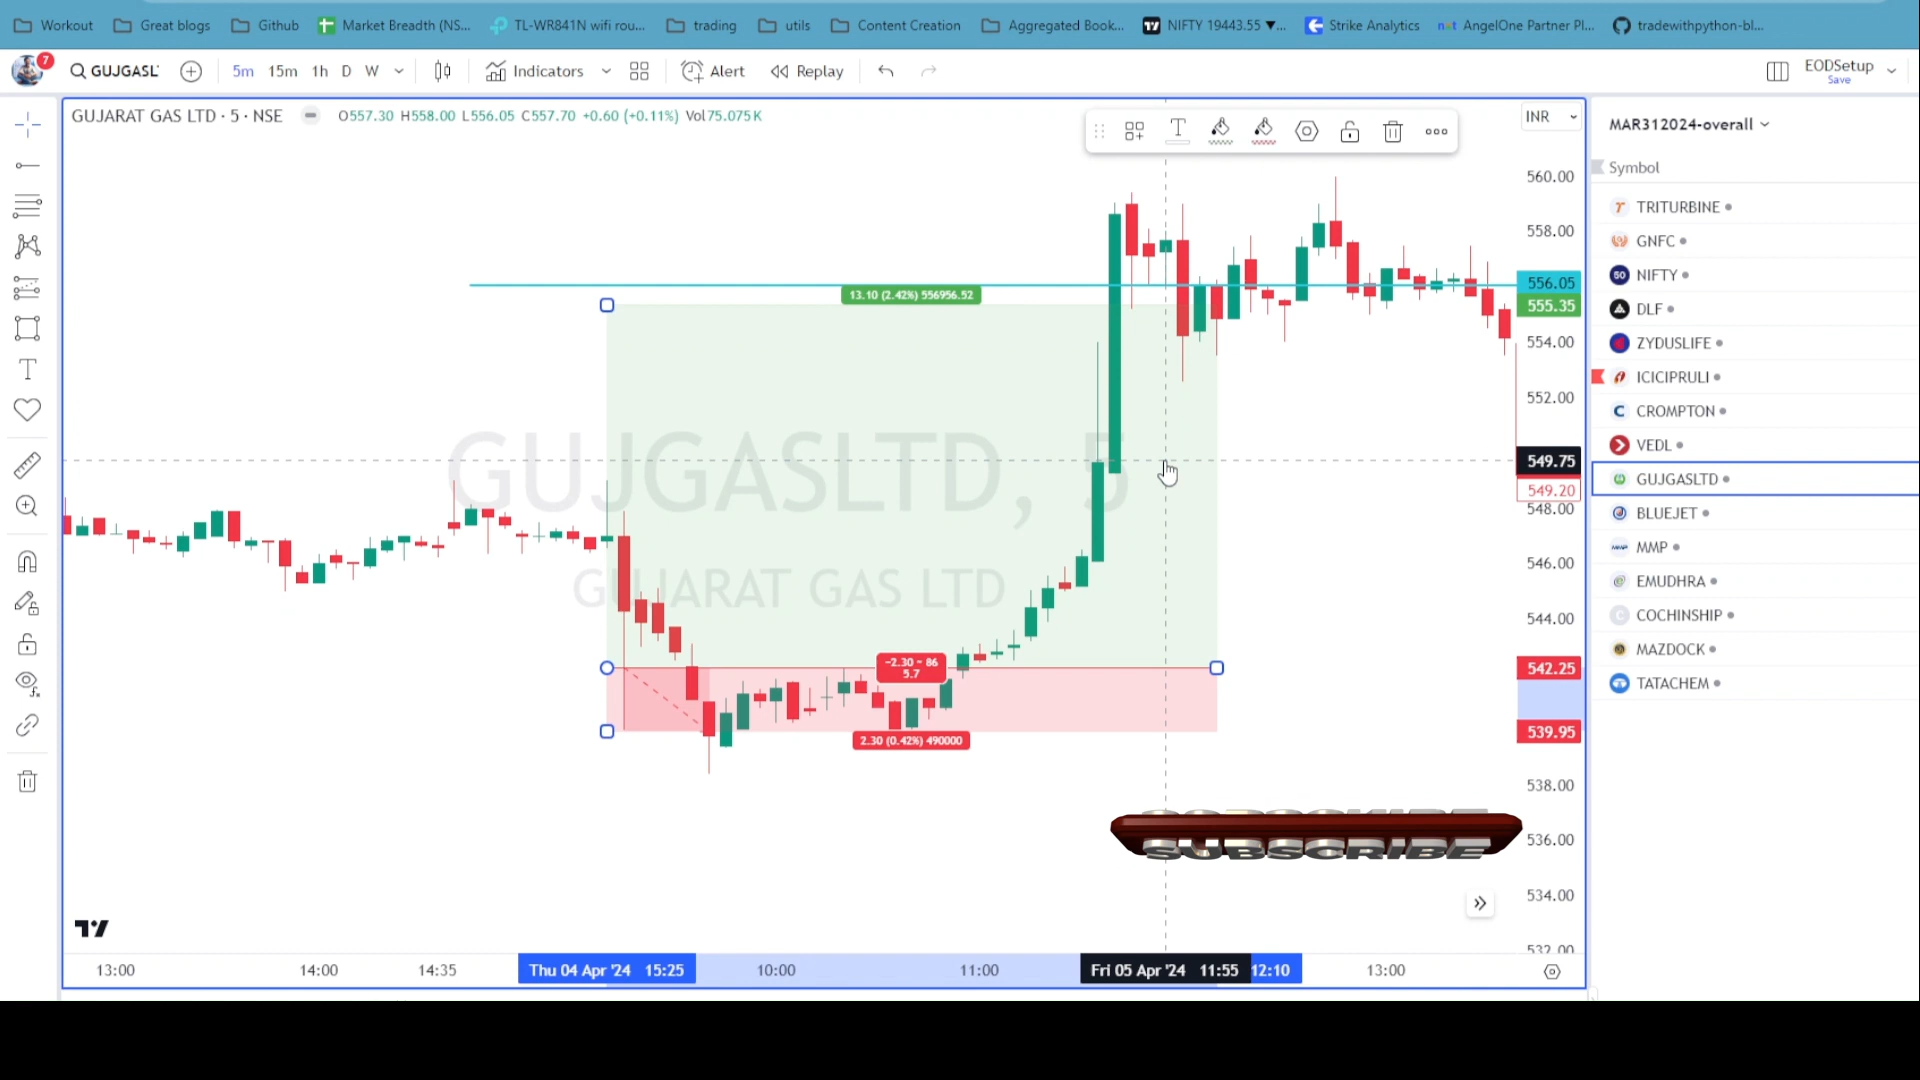 Workout Great blogs Github Market Breadth (NS... TL-WR841N wifi rou... trading utils Content Creation Aggregated Book... NIFTY 19443.55 ▼... Strike Analytics AngelOne Partner Pl... tradewithpython-bl...
7 GUJGASL 5m 15m 1h D W Indicators Alert Replay EODSetup
Save
GUJARAT GAS LTD · 5 · NSE O557.30 H558.00 L556.05 C557.70 +0.60 (+0.11%) Vol75.075K INR
MAR312024-overall
Symbol
TRITURBINE
GNFC
50 NIFTY
DLF
ZYDUSLIFE
ICICIPRULI
CROMPTON
VEDL
GUJGASLTD
BLUEJET
MMP
EMUDHRA
COCHINSHIP
MAZDOCK
TATACHEM
560.00
558.00
556.05
555.35
554.00
552.00
549.75
549.20
548.00
546.00
544.00
542.25
539.95
538.00
536.00
534.00
532.00
13.10 (2.42%) 556956.52
GUJGASLTD, 5
GUJARAT GAS LTD
−2.30 ~ 86
5.7
2.30 (0.42%) 490000
SUBSCRIBE
13:00 14:00 14:35 Thu 04 Apr '24 15:25 10:00 11:00 Fri 05 Apr '24 11:55 12:10 13:00